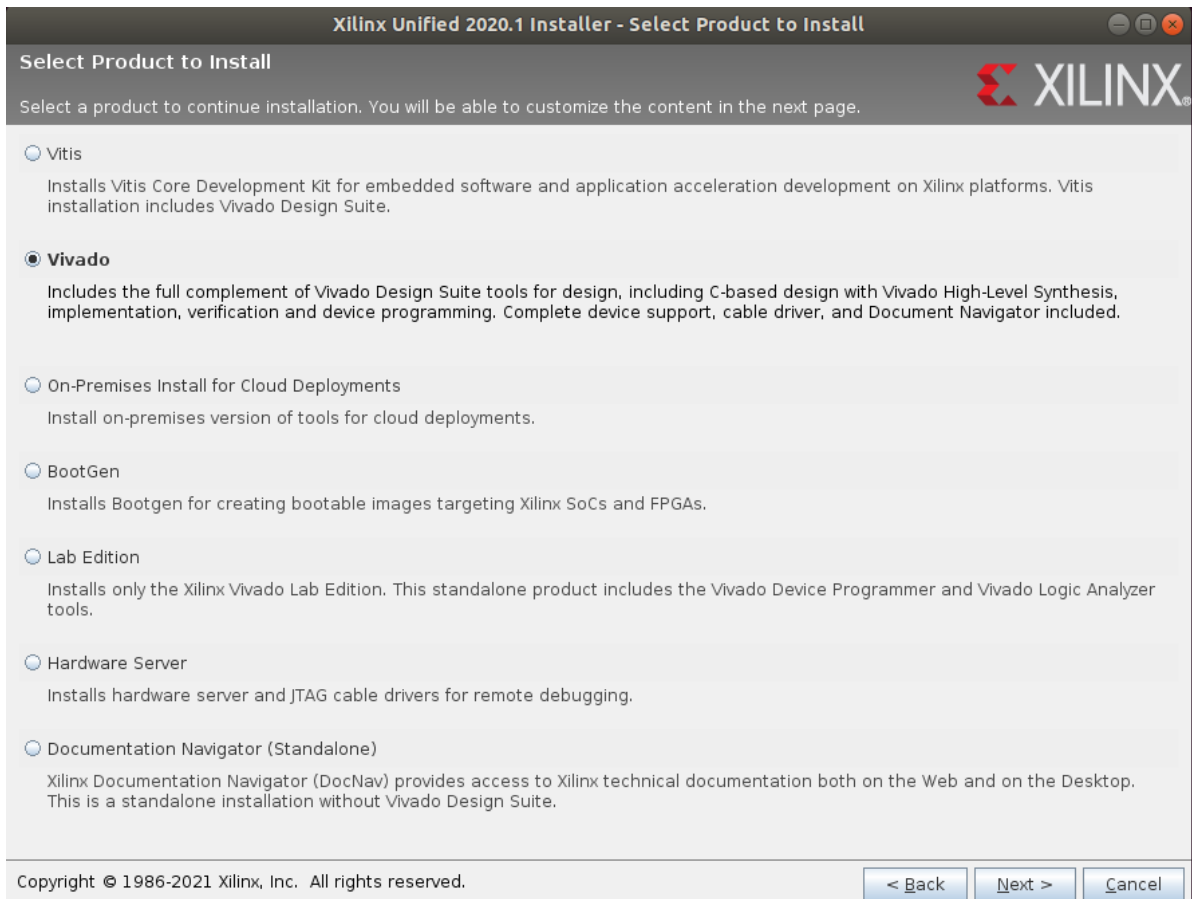 Xilinx Unified 2020.1 Installer - Select Product to Install
Select Product to Install
XILINX®
Select a product to continue installation. You will be able to customize the content in the next page.
Vitis
Installs Vitis Core Development Kit for embedded software and application acceleration development on Xilinx platforms. Vitis
installation includes Vivado Design Suite.
Vivado
Includes the full complement of Vivado Design Suite tools for design, including C-based design with Vivado High-Level Synthesis,
implementation, verification and device programming. Complete device support, cable driver, and Document Navigator included.
On-Premises Install for Cloud Deployments
Install on-premises version of tools for cloud deployments.
BootGen
Installs Bootgen for creating bootable images targeting Xilinx SoCs and FPGAs.
Lab Edition
Installs only the Xilinx Vivado Lab Edition. This standalone product includes the Vivado Device Programmer and Vivado Logic Analyzer
tools.
Hardware Server
Installs hardware server and JTAG cable drivers for remote debugging.
Documentation Navigator (Standalone)
Xilinx Documentation Navigator (DocNav) provides access to Xilinx technical documentation both on the Web and on the Desktop.
This is a standalone installation without Vivado Design Suite.
Copyright © 1986-2021 Xilinx, Inc. All rights reserved.
< Back
Next >
Cancel